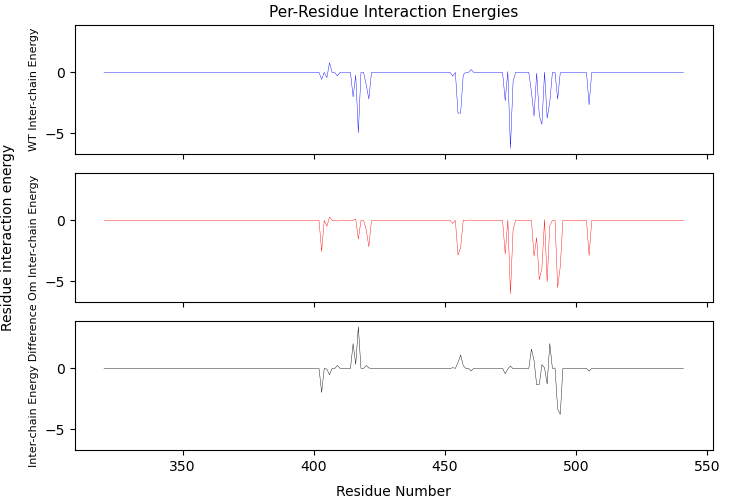 Per-Residue Interaction Energies
WT Inter-chain Energy
0
−5
Residue interaction energy
Om Inter-chain Energy
0
−5
Inter-chain Energy Difference
0
−5
350
400
450
500
550
Residue Number